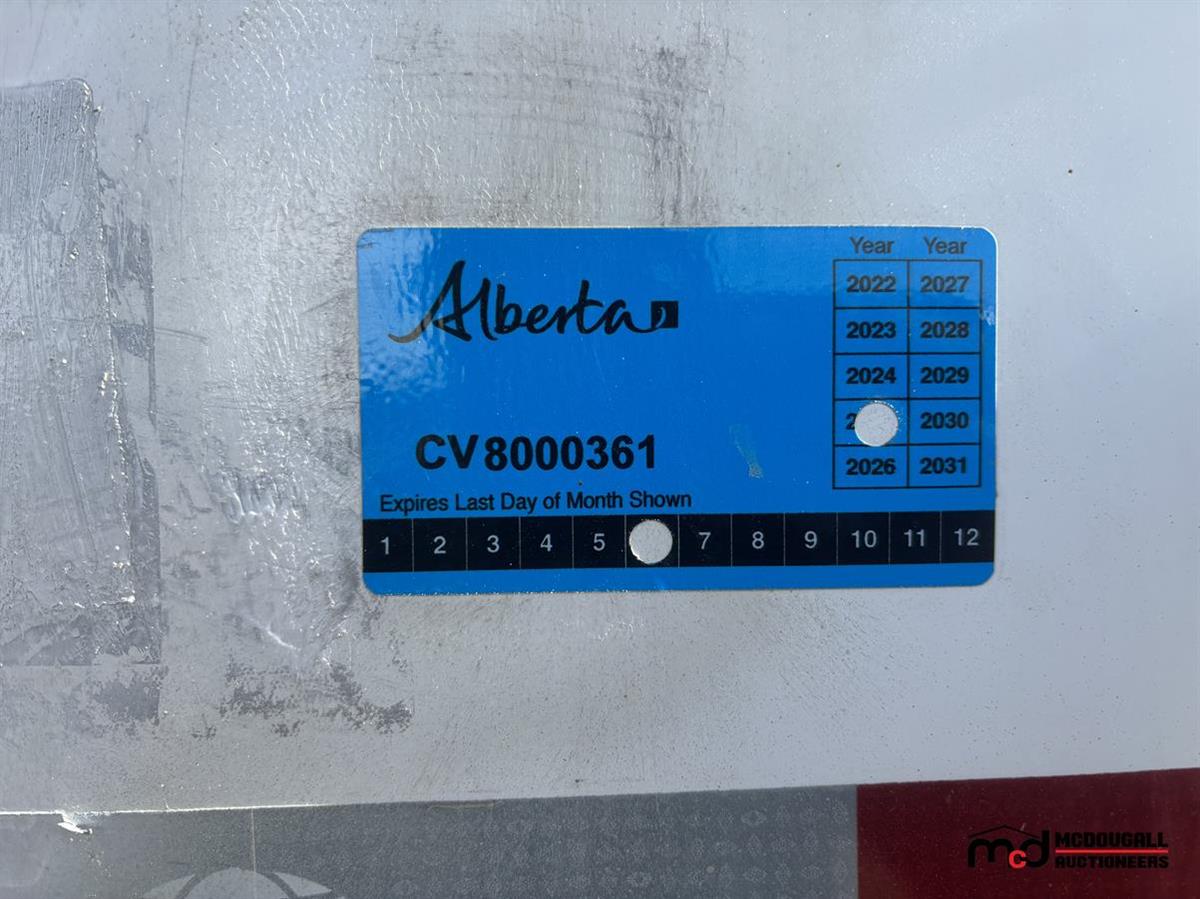 Alberta
Year Year
2022 2027
2023 2028
2024 2029
2030
2026 2031
CV8000361
Expires Last Day of Month Shown
1 2 3 4 5 7 8 9 10 11 12
mcd MCDOUGALL
AUCTIONEERS